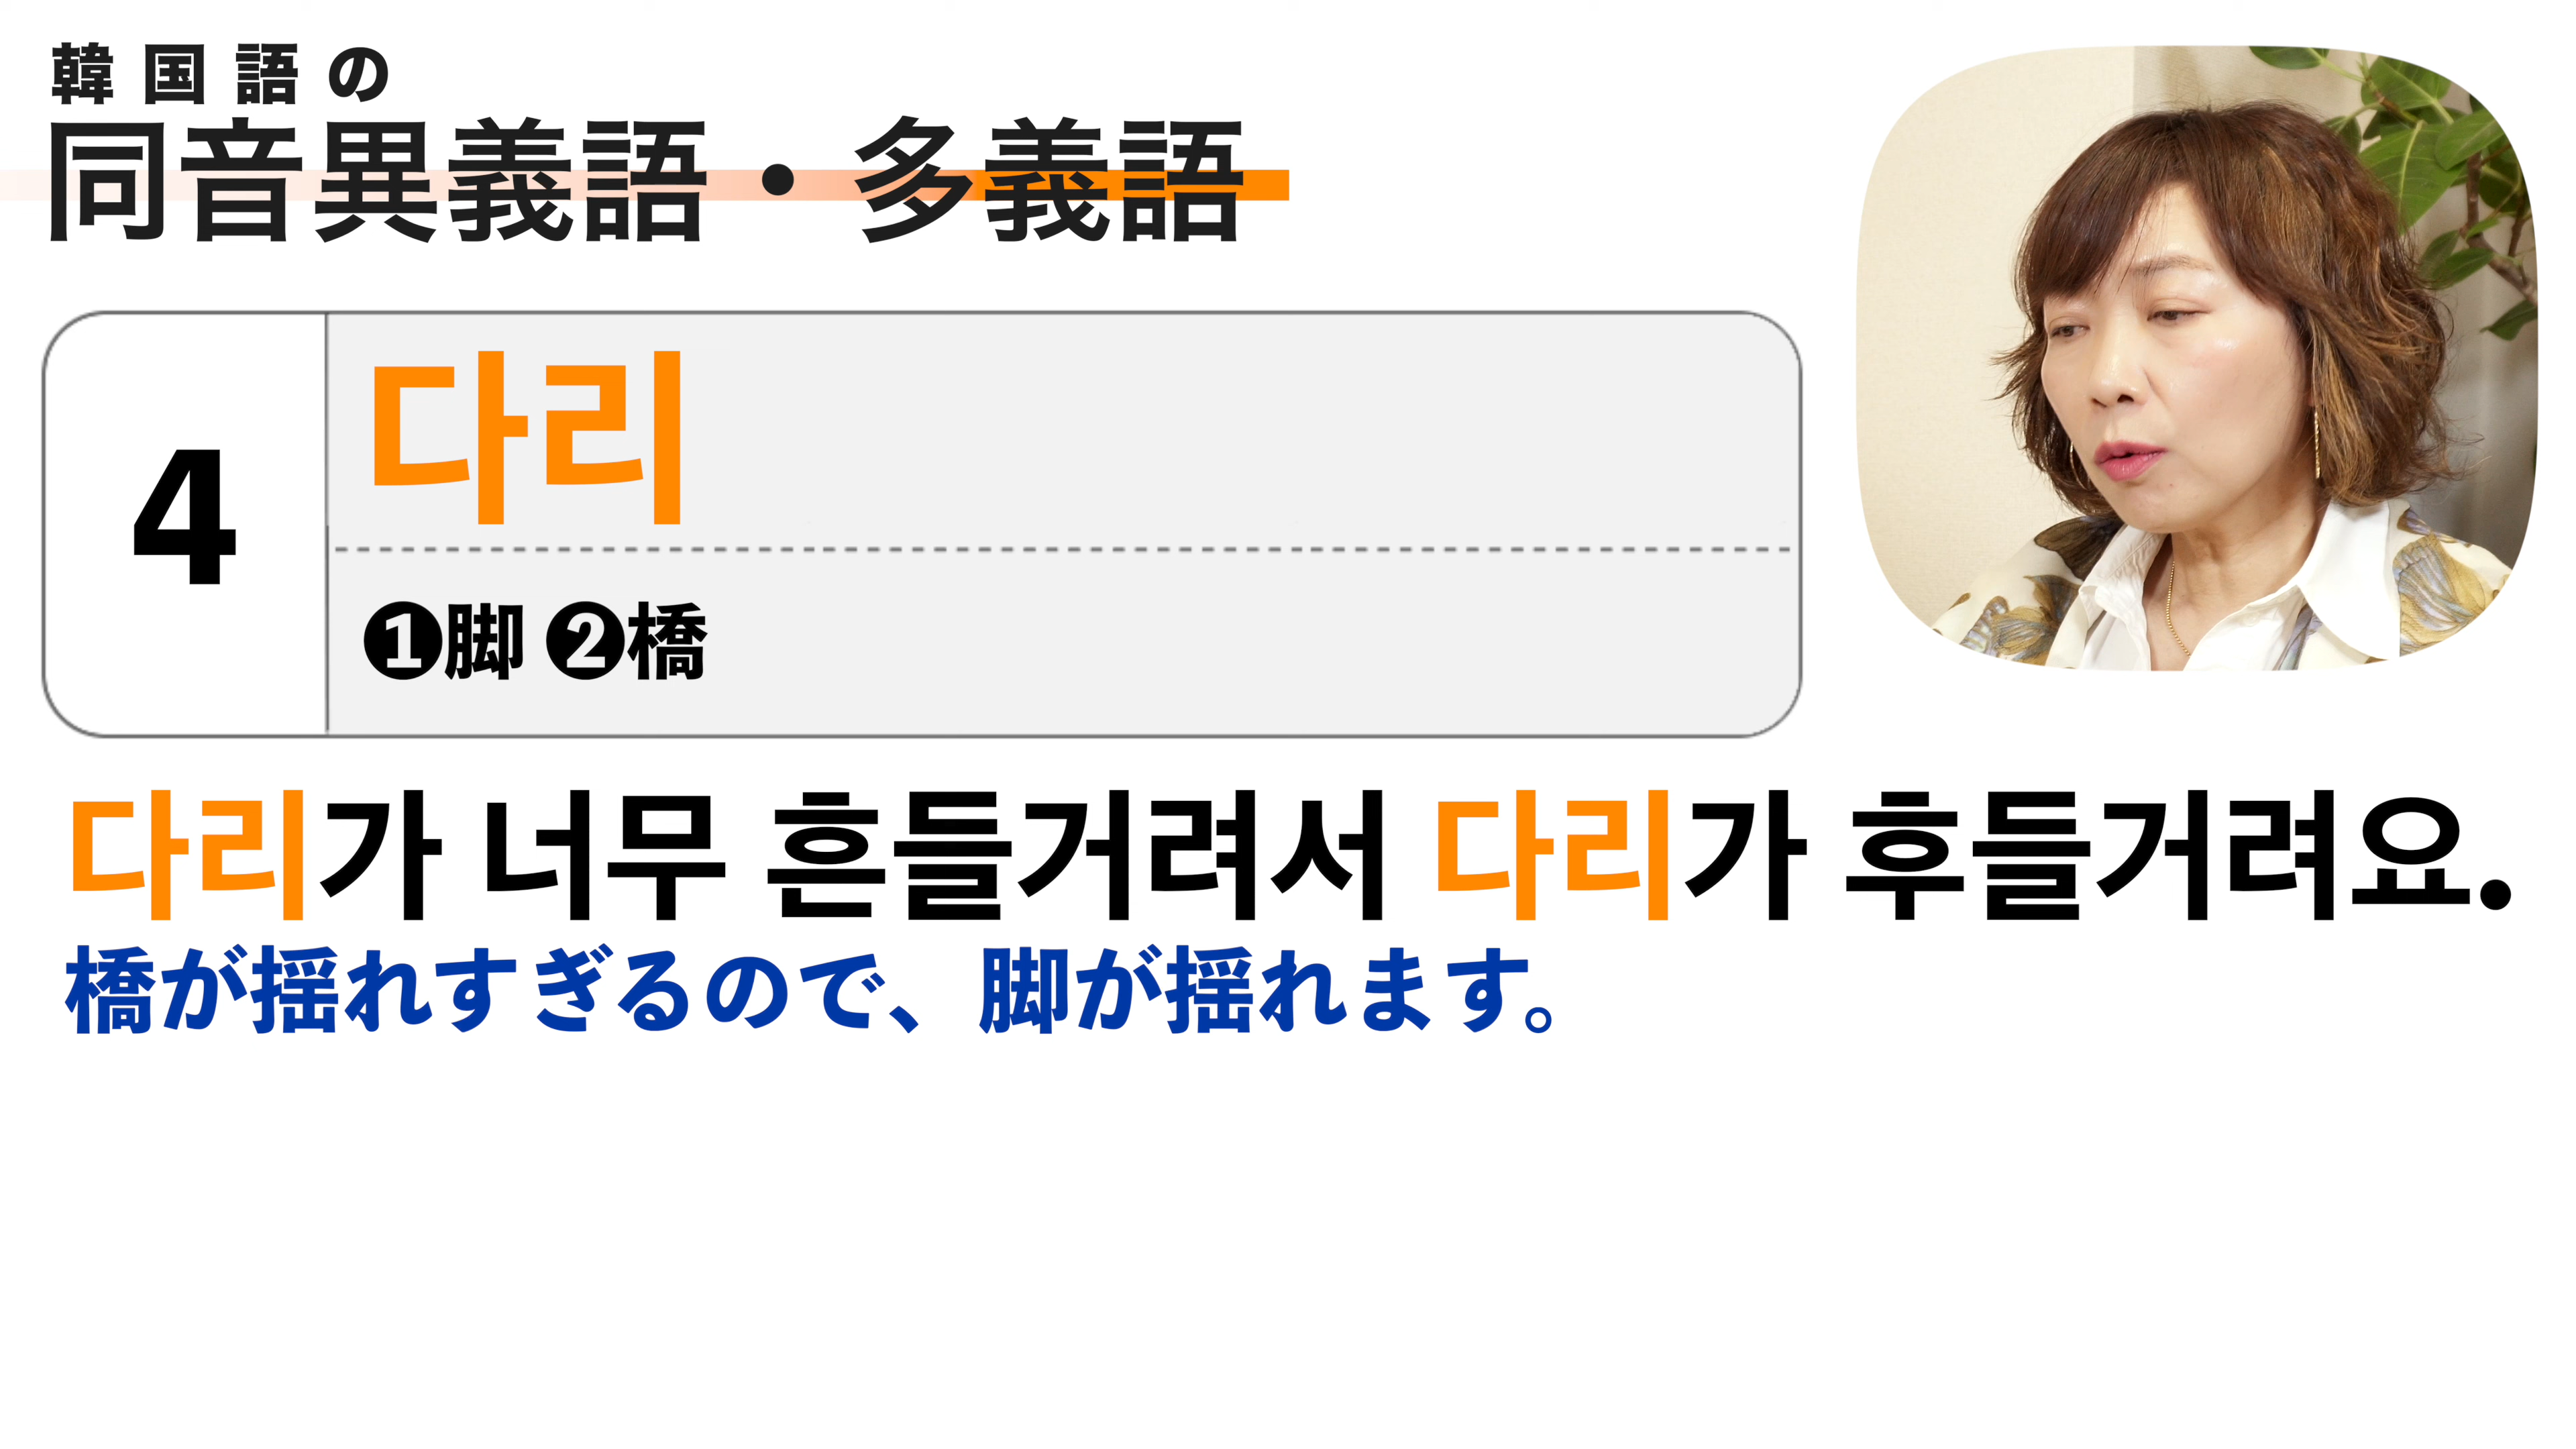 韓国語の
同音異義語・多義語
4
다리
❶脚 ❷橋
다리가 너무 흔들거려서 다리가 후들거려요.
橋が揺れすぎるので、脚が揺れます。